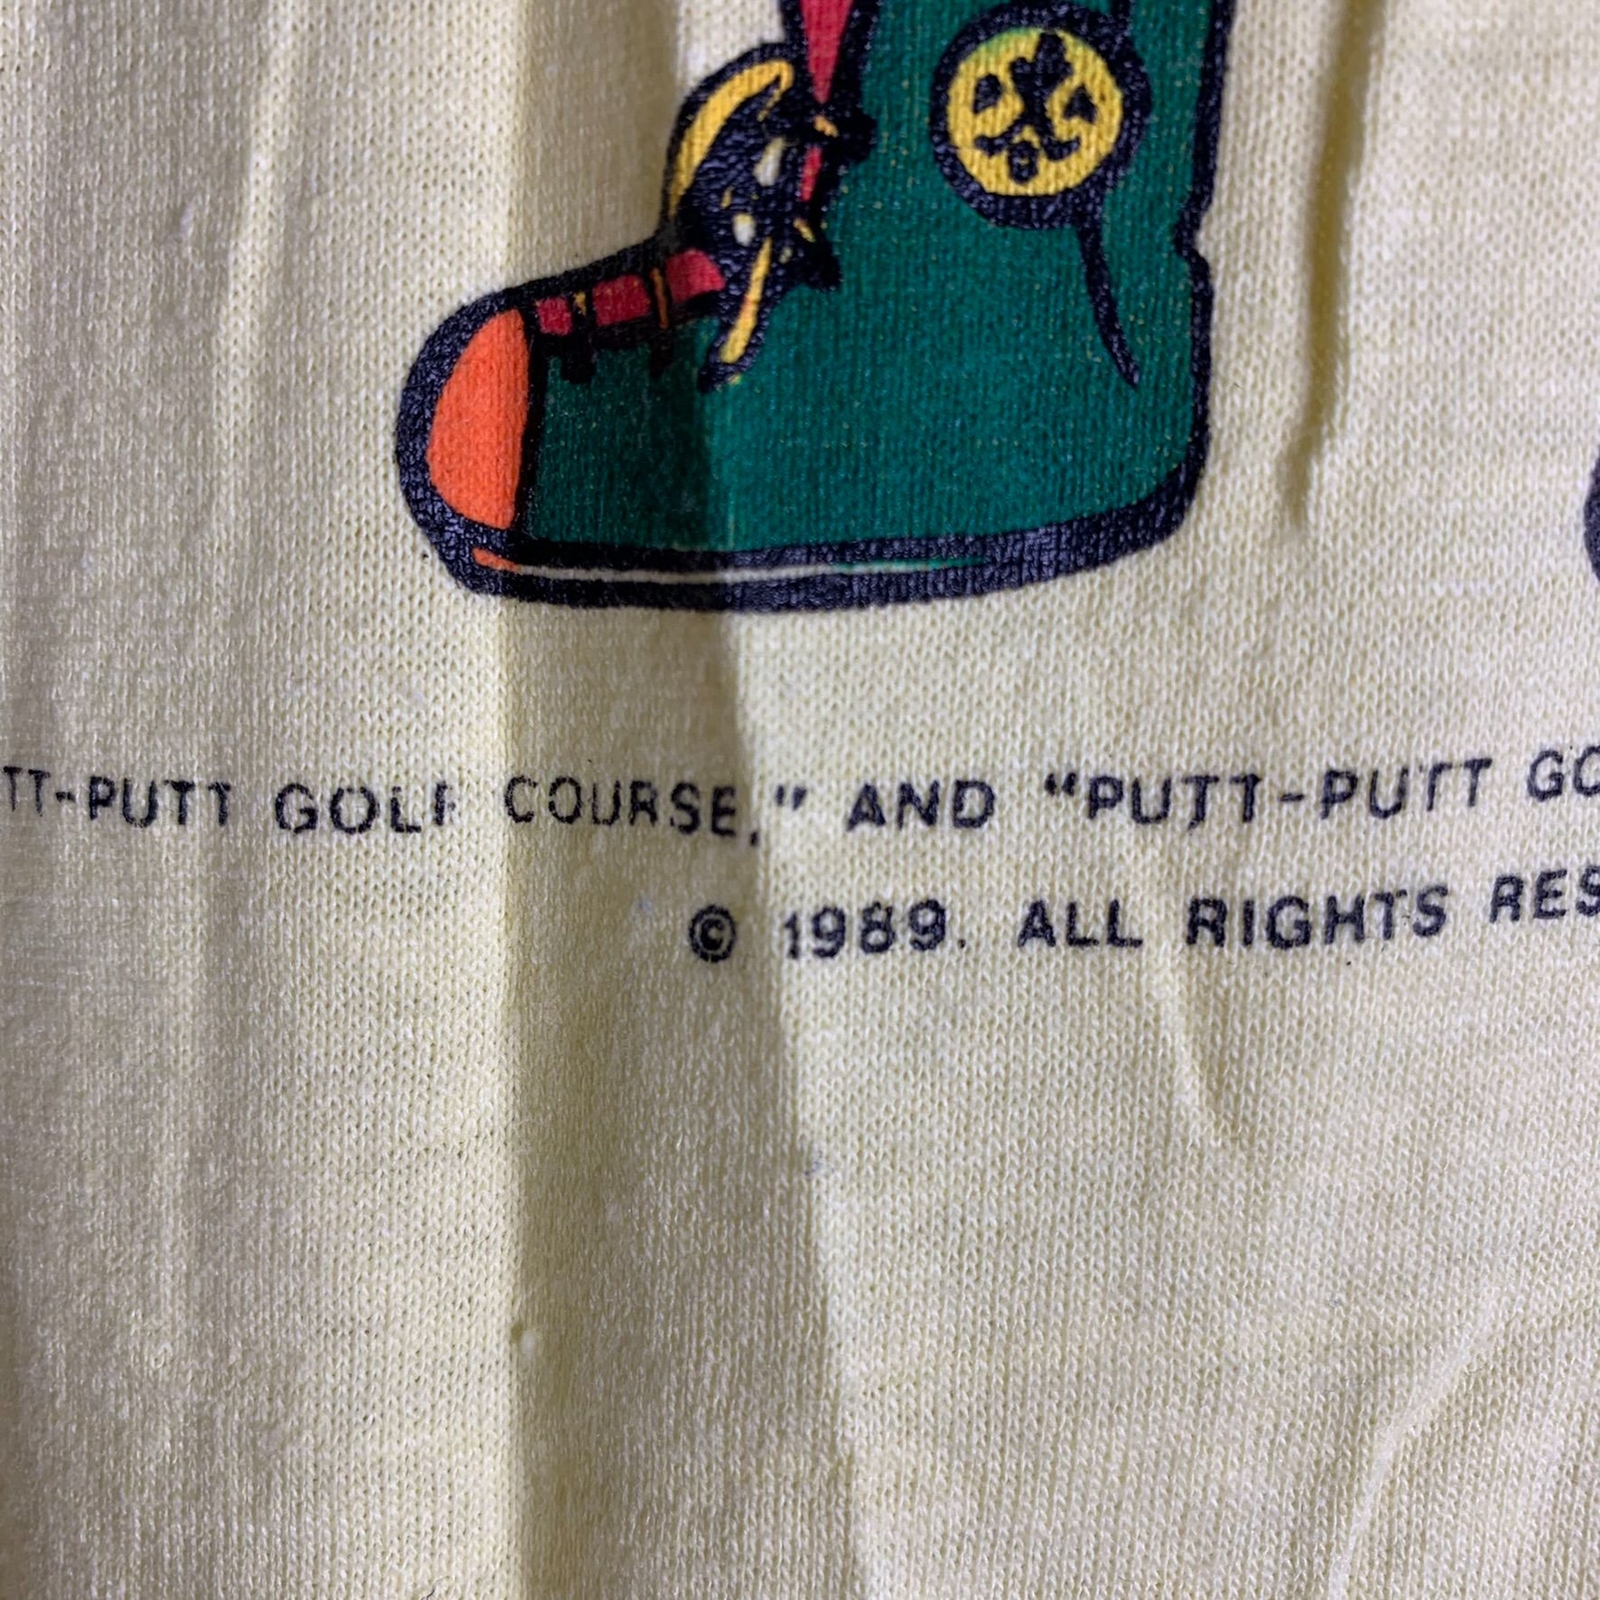 TT-PUTT GOLF COURSE," AND "PUTT-PUTT GO
© 1989. ALL RIGHTS RES